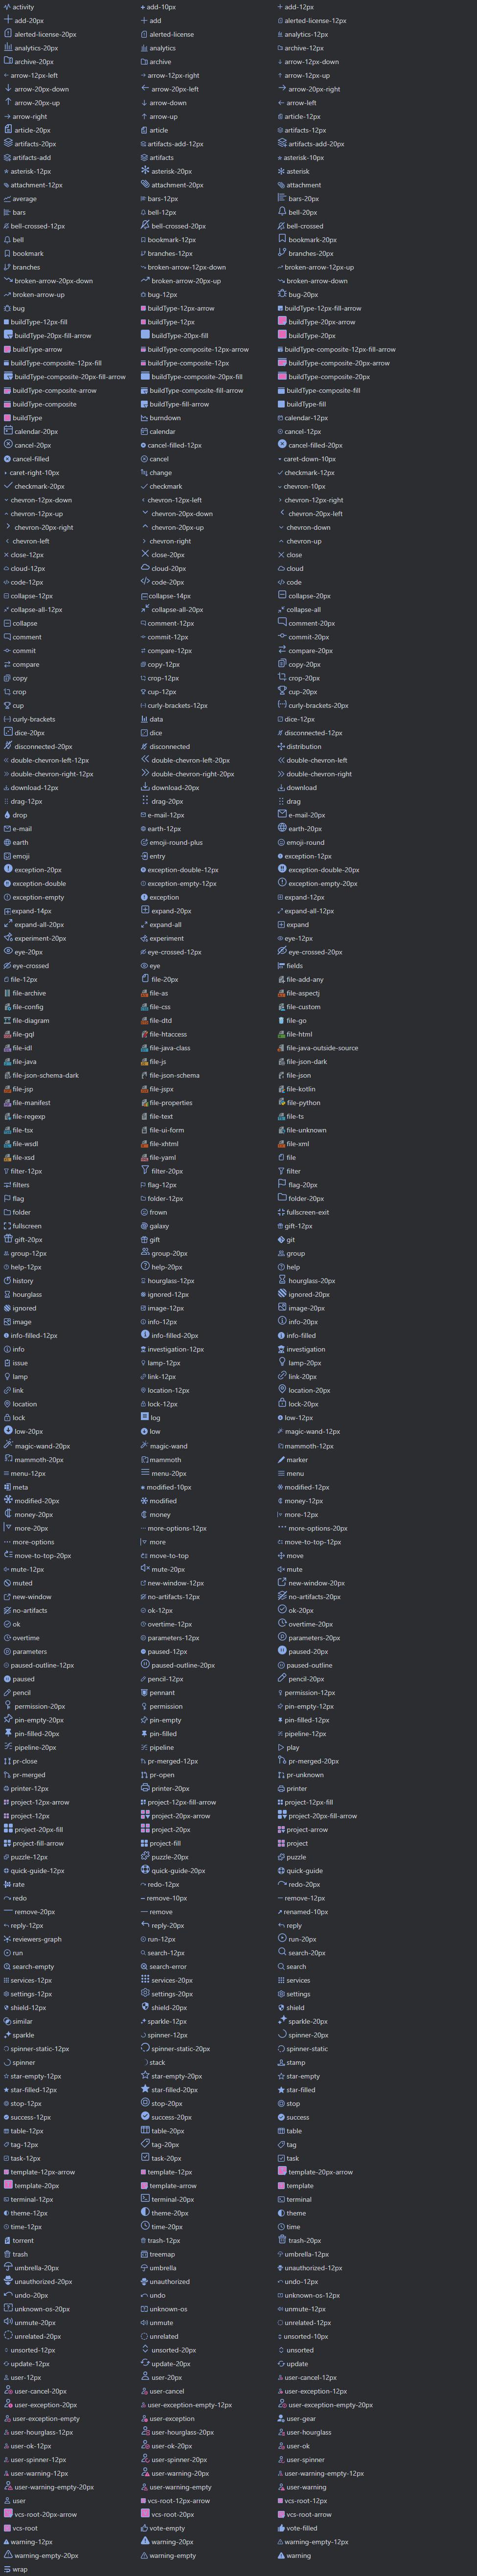 activity add-10px add-12px
add-20px add alerted-license-12px
alerted-license-20px alerted-license analytics-12px
analytics-20px analytics archive-12px
archive-20px archive arrow-12px-down
arrow-12px-left arrow-12px-right arrow-12px-up
arrow-20px-down arrow-20px-left arrow-20px-right
arrow-20px-up arrow-down arrow-left
arrow-right arrow-up article-12px
article-20px article artifacts-12px
artifacts-20px artifacts-add-12px artifacts-add-20px
artifacts-add artifacts asterisk-10px
asterisk-12px asterisk-20px asterisk
attachment-12px attachment-20px attachment
average bars-12px bars-20px
bars bell-12px bell-20px
bell-crossed-12px bell-crossed-20px bell-crossed
bell bookmark-12px bookmark-20px
bookmark branches-12px branches-20px
branches broken-arrow-12px-down broken-arrow-12px-up
broken-arrow-20px-down broken-arrow-20px-up broken-arrow-down
broken-arrow-up bug-12px bug-20px
bug buildType-12px-arrow buildType-12px-fill-arrow
buildType-12px-fill buildType-12px buildType-20px-arrow
buildType-20px-fill-arrow buildType-20px-fill buildType-20px
buildType-arrow buildType-composite-12px-arrow buildType-composite-12px-fill-arrow
buildType-composite-12px-fill buildType-composite-12px buildType-composite-20px-arrow
buildType-composite-20px-fill-arrow buildType-composite-20px-fill buildType-composite-20px
buildType-composite-arrow buildType-composite-fill-arrow buildType-composite-fill
buildType-composite buildType-fill-arrow buildType-fill
buildType burndown calendar-12px
calendar-20px calendar cancel-12px
cancel-20px cancel-filled-12px cancel-filled-20px
cancel-filled cancel caret-down-10px
caret-right-10px change checkmark-12px
checkmark-20px checkmark chevron-10px
chevron-12px-down chevron-12px-left chevron-12px-right
chevron-12px-up chevron-20px-down chevron-20px-left
chevron-20px-right chevron-20px-up chevron-down
chevron-left chevron-right chevron-up
close-12px close-20px close
cloud-12px cloud-20px cloud
code-12px code-20px code
collapse-12px collapse-14px collapse-20px
collapse-all-12px collapse-all-20px collapse-all
collapse comment-12px comment-20px
comment commit-12px commit-20px
commit compare-12px compare-20px
compare copy-12px copy-20px
copy crop-12px crop-20px
crop cup-12px cup-20px
cup curly-brackets-12px curly-brackets-20px
curly-brackets data dice-12px
dice-20px dice disconnected-12px
disconnected-20px disconnected distribution
double-chevron-left-12px double-chevron-left-20px double-chevron-left
double-chevron-right-12px double-chevron-right-20px double-chevron-right
download-12px download-20px download
drag-12px drag-20px drag
drop e-mail-12px e-mail-20px
e-mail earth-12px earth-20px
earth emoji-round-plus emoji-round
emoji entry exception-12px
exception-20px exception-double-12px exception-double-20px
exception-double exception-empty-12px exception-empty-20px
exception-empty exception expand-12px
expand-14px expand-20px expand-all-12px
expand-all-20px expand-all expand
experiment-20px experiment eye-12px
eye-20px eye-crossed-12px eye-crossed-20px
eye-crossed eye fields
file-12px file-20px file-add-any
file-archive file-as file-aspectj
file-config file-css file-custom
file-diagram file-dtd file-go
file-gql file-htaccess file-html
file-idl file-java-class file-java-outside-source
file-java file-js file-json-dark
file-json-schema-dark file-json-schema file-json
file-jsp file-jspx file-kotlin
file-manifest file-properties file-python
file-regexp file-text file-ts
file-tsx file-ui-form file-unknown
file-wsdl file-xhtml file-xml
file-xsd file-yaml file
filter-12px filter-20px filter
filters flag-12px flag-20px
flag folder-12px folder-20px
folder frown fullscreen-exit
fullscreen galaxy gift-12px
gift-20px gift git
group-12px group-20px group
help-12px help-20px help
history hourglass-12px hourglass-20px
hourglass ignored-12px ignored-20px
ignored image-12px image-20px
image info-12px info-20px
info-filled-12px info-filled-20px info-filled
info investigation-12px investigation
issue lamp-12px lamp-20px
lamp link-12px link-20px
link location-12px location-20px
location lock-12px lock-20px
lock log low-12px
low-20px low magic-wand-12px
magic-wand-20px magic-wand mammoth-12px
mammoth-20px mammoth marker
menu-12px menu-20px menu
meta modified-10px modified-12px
modified-20px modified money-12px
money-20px money more-12px
more-20px more-options-12px more-options-20px
more-options more move-to-top-12px
move-to-top-20px move-to-top move
mute-12px mute-20px mute
muted new-window-12px new-window-20px
new-window no-artifacts-12px no-artifacts-20px
no-artifacts ok-12px ok-20px
ok overtime-12px overtime-20px
overtime parameters-12px parameters-20px
parameters paused-12px paused-20px
paused-outline-12px paused-outline-20px paused-outline
paused pencil-12px pencil-20px
pencil pennant permission-12px
permission-20px permission pin-empty-12px
pin-empty-20px pin-empty pin-filled-12px
pin-filled-20px pin-filled pipeline-12px
pipeline-20px pipeline play
pr-close pr-merged-12px pr-merged-20px
pr-merged pr-open pr-unknown
printer-12px printer-20px printer
project-12px-arrow project-12px-fill-arrow project-12px-fill
project-12px project-20px-arrow project-20px-fill-arrow
project-20px-fill project-20px project-arrow
project-fill-arrow project-fill project
puzzle-12px puzzle-20px puzzle
quick-guide-12px quick-guide-20px quick-guide
rate redo-12px redo-20px
redo remove-10px remove-12px
remove-20px remove renamed-10px
reply-12px reply-20px reply
reviewers-graph run-12px run-20px
run search-12px search-20px
search-empty search-error search
services-12px services-20px services
settings-12px settings-20px settings
shield-12px shield-20px shield
similar sparkle-12px sparkle-20px
sparkle spinner-12px spinner-20px
spinner-static-12px spinner-static-20px spinner-static
spinner stack stamp
star-empty-12px star-empty-20px star-empty
star-filled-12px star-filled-20px star-filled
stop-12px stop-20px stop
success-12px success-20px success
table-12px table-20px table
tag-12px tag-20px tag
task-12px task-20px task
template-12px-arrow template-12px template-20px-arrow
template-20px template-arrow template
terminal-12px terminal-20px terminal
theme-12px theme-20px theme
time-12px time-20px time
torrent trash-12px trash-20px
trash treemap umbrella-12px
umbrella-20px umbrella unauthorized-12px
unauthorized-20px unauthorized undo-12px
undo-20px undo unknown-os-12px
unknown-os-20px unknown-os unmute-12px
unmute-20px unmute unrelated-12px
unrelated-20px unrelated unsorted-10px
unsorted-12px unsorted-20px unsorted
update-12px update-20px update
user-12px user-20px user-cancel-12px
user-cancel-20px user-cancel user-exception-12px
user-exception-20px user-exception-empty-12px user-exception-empty-20px
user-exception-empty user-exception user-gear
user-hourglass-12px user-hourglass-20px user-hourglass
user-ok-12px user-ok-20px user-ok
user-spinner-12px user-spinner-20px user-spinner
user-warning-12px user-warning-20px user-warning-empty-12px
user-warning-empty-20px user-warning-empty user-warning
user vcs-root-12px-arrow vcs-root-12px
vcs-root-20px-arrow vcs-root-20px vcs-root-arrow
vcs-root vote-empty vote-filled
warning-12px warning-20px warning-empty-12px
warning-empty-20px warning-empty warning
wrap